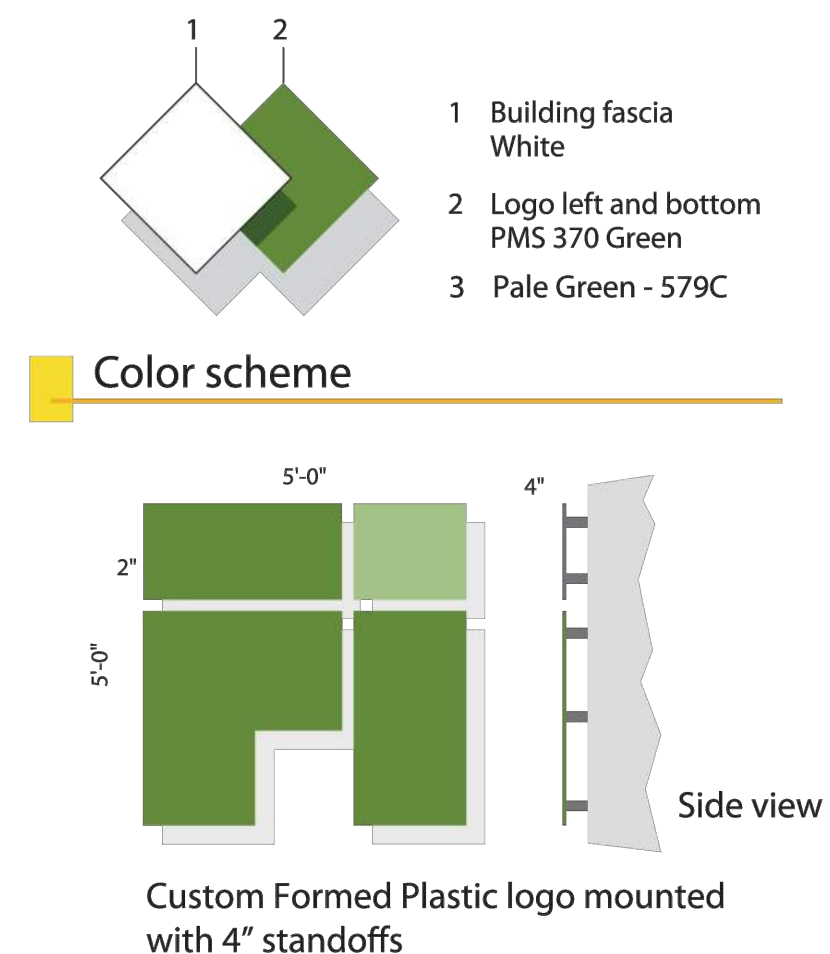 1 2
1 Building fascia
White
2 Logo left and bottom
PMS 370 Green
3 Pale Green - 579C
Color scheme
5'-0"
4"
2"
5'-0"
Side view
Custom Formed Plastic logo mounted
with 4” standoffs